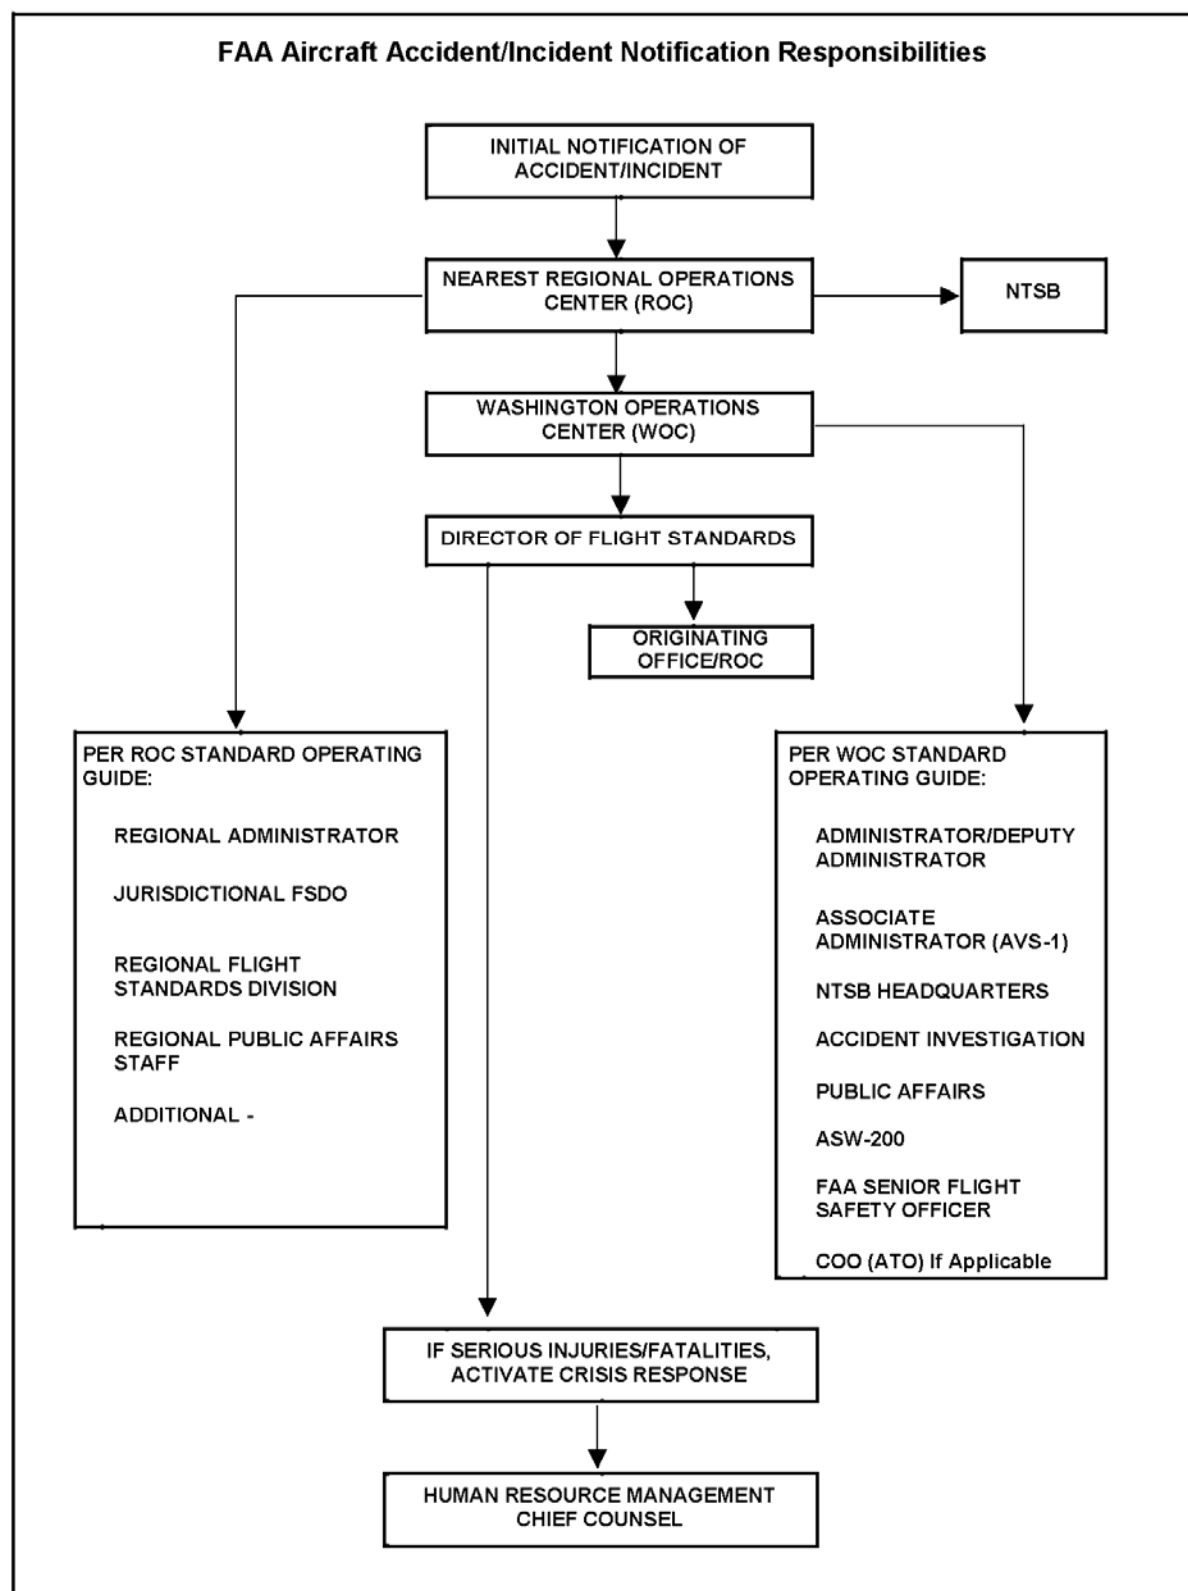 FAA Aircraft Accident/Incident Notification Responsibilities
INITIAL NOTIFICATION OF
ACCIDENT/INCIDENT
NEAREST REGIONAL OPERATIONS
CENTER (ROC)
NTSB
WASHINGTON OPERATIONS
CENTER (WOC)
DIRECTOR OF FLIGHT STANDARDS
ORIGINATING
OFFICE/ROC
PER ROC STANDARD OPERATING
GUIDE:
REGIONAL ADMINISTRATOR
JURISDICTIONAL FSDO
REGIONAL FLIGHT
STANDARDS DIVISION
REGIONAL PUBLIC AFFAIRS
STAFF
ADDITIONAL -
PER WOC STANDARD
OPERATING GUIDE:
ADMINISTRATOR/DEPUTY
ADMINISTRATOR
ASSOCIATE
ADMINISTRATOR (AVS-1)
NTSB HEADQUARTERS
ACCIDENT INVESTIGATION
PUBLIC AFFAIRS
ASW-200
FAA SENIOR FLIGHT
SAFETY OFFICER
COO (ATO) If Applicable
IF SERIOUS INJURIES/FATALITIES,
ACTIVATE CRISIS RESPONSE
HUMAN RESOURCE MANAGEMENT
CHIEF COUNSEL